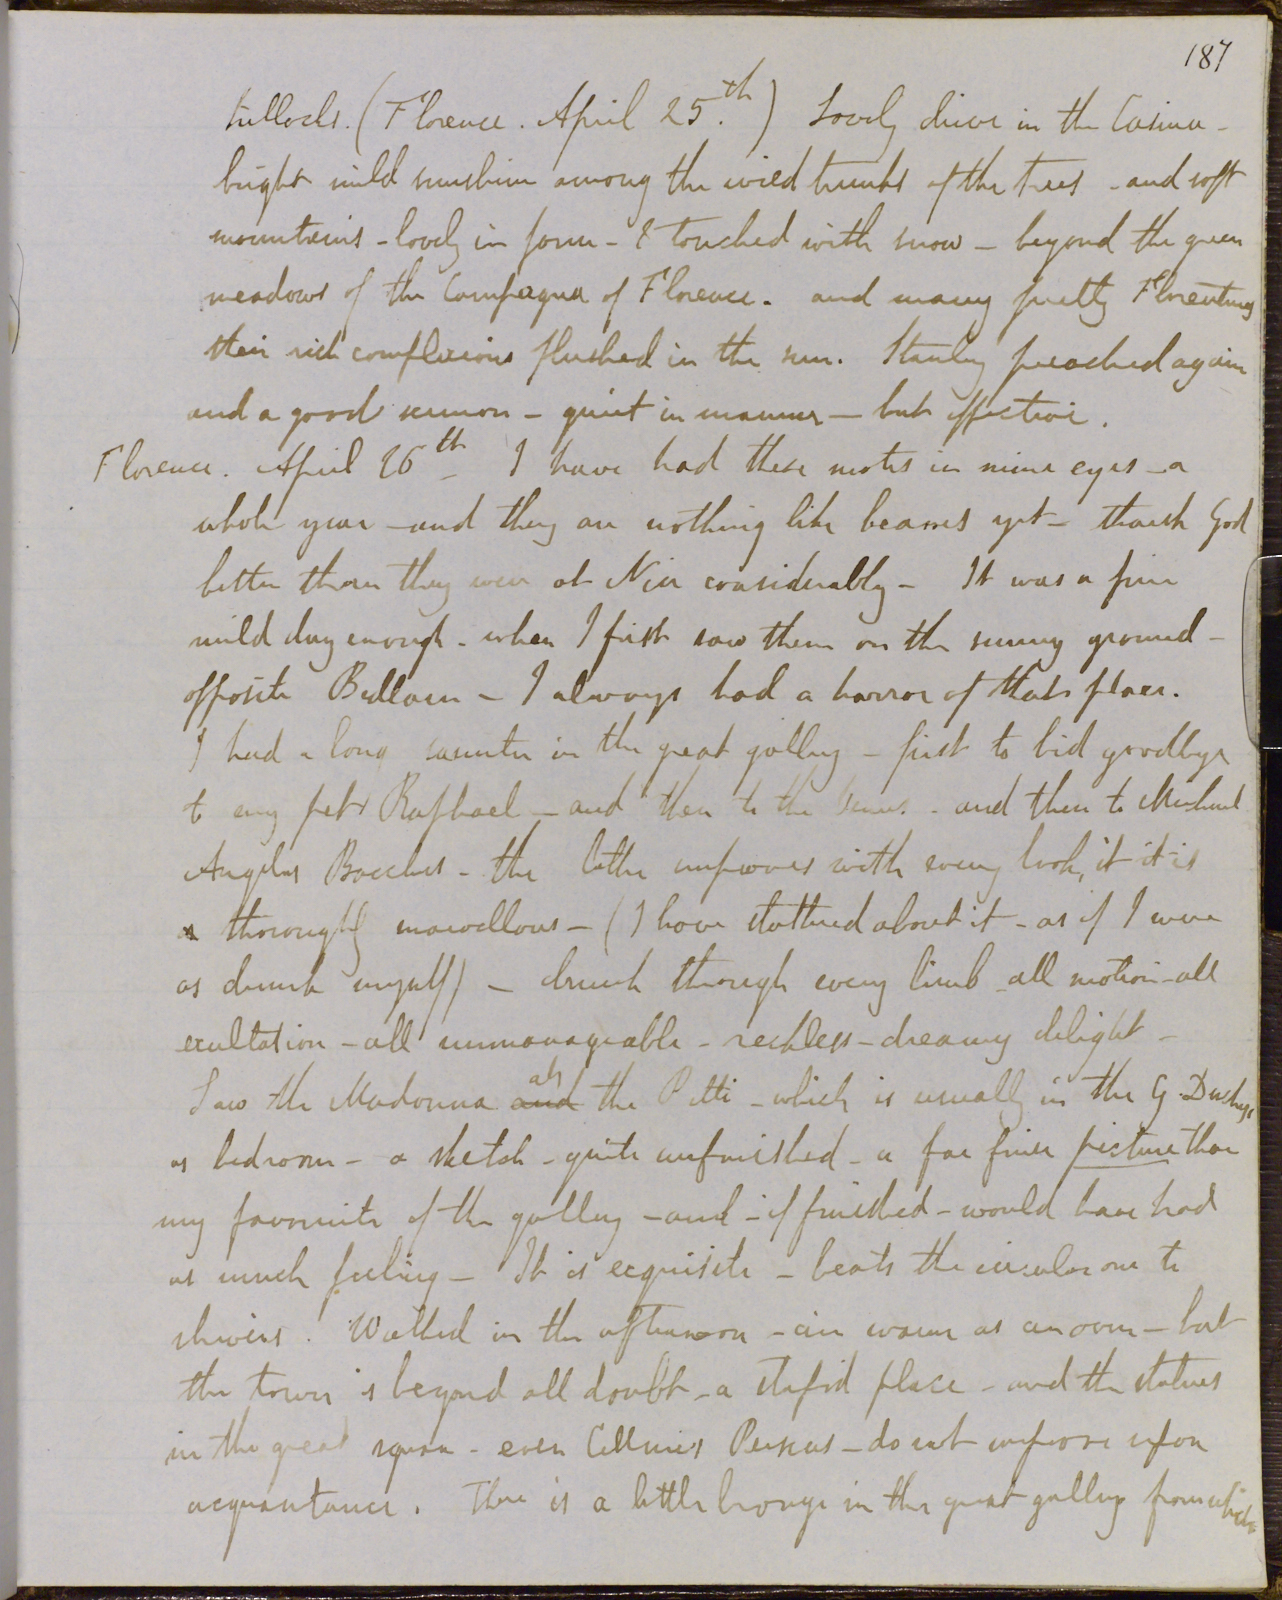 187
bullocks. (Florence. April 25.th) Lovely drive in the Casina -
bright mild sunshine among the wild trunks of the trees - and soft
mountains - lovely in form - & touched with snow - beyond the green
meadows of the Campagna of Florence. and many pretty Florentines
their rich complexions flushed in the sun. Stanley preached again
and a good sermon - quiet in manner - but effective.
Florence. April 26th - I have had these motes in mine eyes - a
whole year - and they are nothing like beams yet - thank God
better than they were at Nice considerably - It was a fine
mild day enough - when I first saw them on the sunny ground -
opposite - I always had a horror of that place.
I had a long saunter in the great gallery - first to bid goodbye
to my pet Raphael - and then to the Venus. - and then to Michael
Angelos Bacchus - the latter improves with every look, it it is
a thoroughly marvellous - (I have stuttered about it - as if I were
as drunk myself) - drunk through every limb - all motion - all
exultation - all unmanageable - reckless - dreamy delight -
Saw the Madonna and at the Pitti - which is usually in the G. Duchess
s bedroom - a sketch - quite unfinished - a far finer picture than
my favourite of the gallery - and - if finished - would have had
as much feeling - It is exquisite - beats the circular one to
shivers. Walked in the afternoon - air warm as an oven - but
the town is beyond all doubt - a stupid place - and the statues
in the great square - even Cellini's Perseus - do not improve upon
acquaintance. There is a little bronze in the great gallery from which